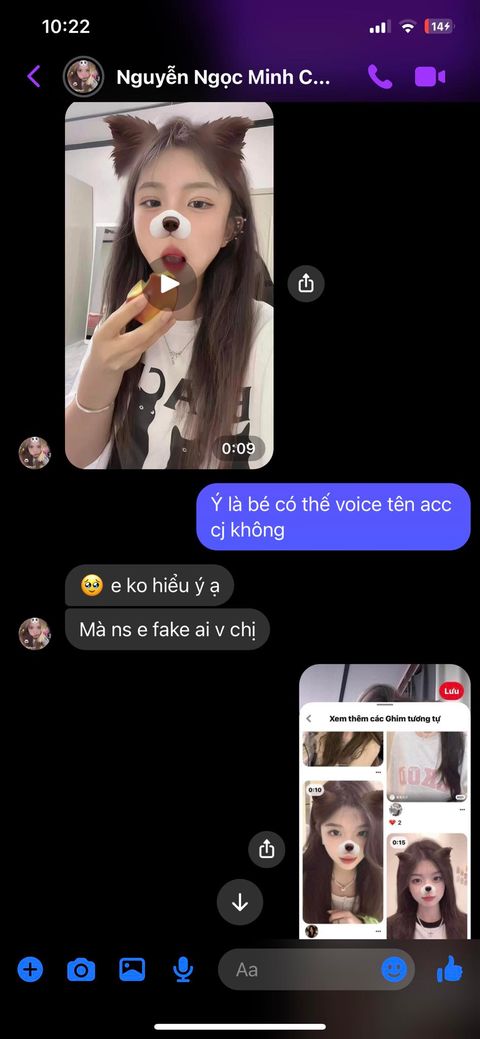 10:22
14
Nguyễn Ngọc Minh C...
0:09
Ý là bé có thể voice tên acc
cj không
🥹 e ko hiểu ý ạ
Mà ns e fake ai v chị
Lưu
Xem thêm các Ghim tương tự
0:10
2
0:15
Aa